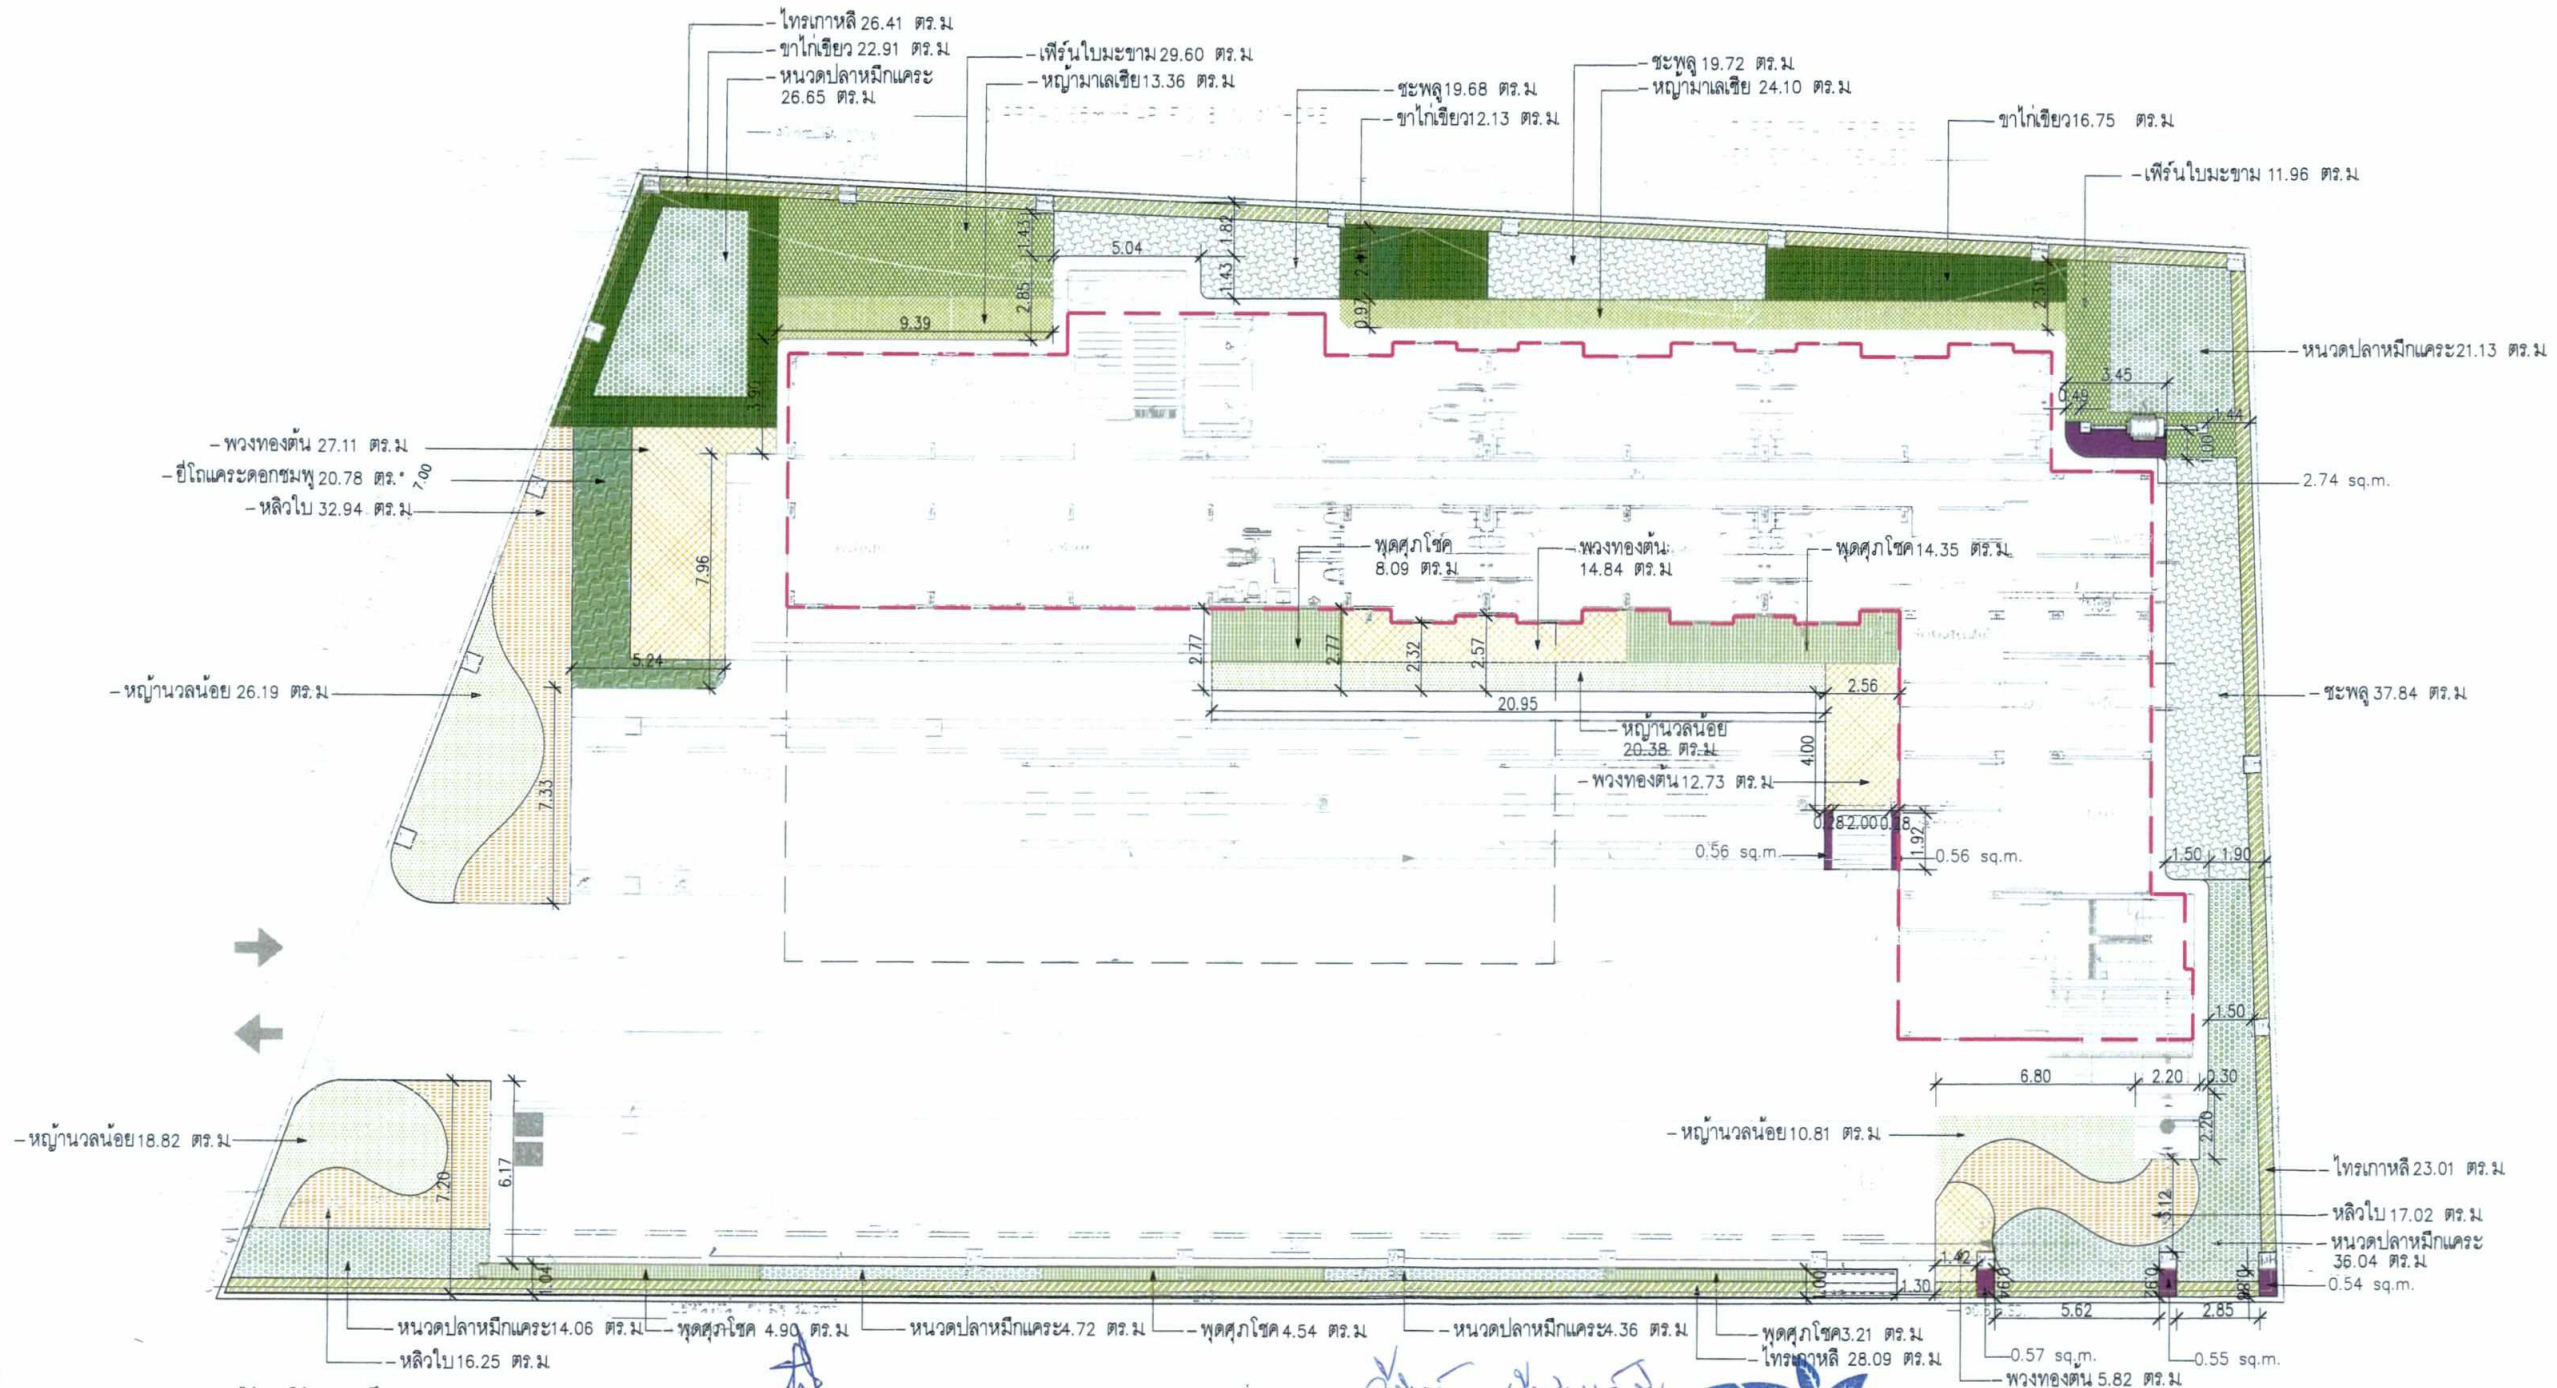 - ไทรเกาหลี 26.41 ตร.ม
- ขาไก่เขียว 22.91 ตร.ม
- หนวดปลาหมึกแคระ
26.65 ตร.ม
- เฟิร์นใบมะขาม 29.60 ตร.ม
- หญ้ามาเลเซีย 13.36 ตร.ม
- ชะพลู 19.68 ตร.ม
- ขาไก่เขียว 12.13 ตร.ม
- ชะพลู 19.72 ตร.ม
- หญ้ามาเลเซีย 24.10 ตร.ม
- ขาไก่เขียว 16.75 ตร.ม
- เฟิร์นใบมะขาม 11.96 ตร.ม
1.43
1.82
5.04
1.43
2.85
9.39
0.97
3.90
- หนวดปลาหมึกแคระ 21.13 ตร.ม
3.45
0.49
1.44
1.00
2.74 sq.m.
- พวงทองต้น 27.11 ตร.ม
- ยี่โถแคระดอกชมพู 20.78 ตร.
7.00
- หลิวใบ 32.94 ตร.ม
7.96
5.24
- หญ้านวลน้อย 26.19 ตร.ม
7.33
- พุดศุภโชค
8.09 ตร.ม
- พวงทองต้น
14.84 ตร.ม
- พุดศุภโชค 14.35 ตร.ม
2.77
2.77
2.32
2.57
2.56
20.95
- หญ้านวลน้อย
20.38 ตร.ม
4.00
- พวงทองต้น 12.73 ตร.ม
0.28
2.00
0.28
1.92
0.56 sq.m.
0.56 sq.m.
- ชะพลู 37.84 ตร.ม
1.50
1.90
1.50
6.80
2.20
0.30
2.20
- หญ้านวลน้อย 18.82 ตร.ม
7.20
6.17
- หญ้านวลน้อย 10.81 ตร.ม
3.12
- ไทรเกาหลี 23.01 ตร.ม
- หลิวใบ 17.02 ตร.ม
- หนวดปลาหมึกแคระ
36.04 ตร.ม
0.54 sq.m.
1.04
1.00
1.30
1.42
0.94
0.92
5.62
2.85
- หนวดปลาหมึกแคระ 14.06 ตร.ม
- พุดศุภโชค 4.90 ตร.ม
- หนวดปลาหมึกแคระ 4.72 ตร.ม
- พุดศุภโชค 4.54 ตร.ม
- หนวดปลาหมึกแคระ 4.36 ตร.ม
- พุดศุภโชค 3.21 ตร.ม
- หลิวใบ 16.25 ตร.ม
- ไทรเกาหลี 28.09 ตร.ม
0.57 sq.m.
0.55 sq.m.
- พวงทองต้น 5.82 ตร.ม